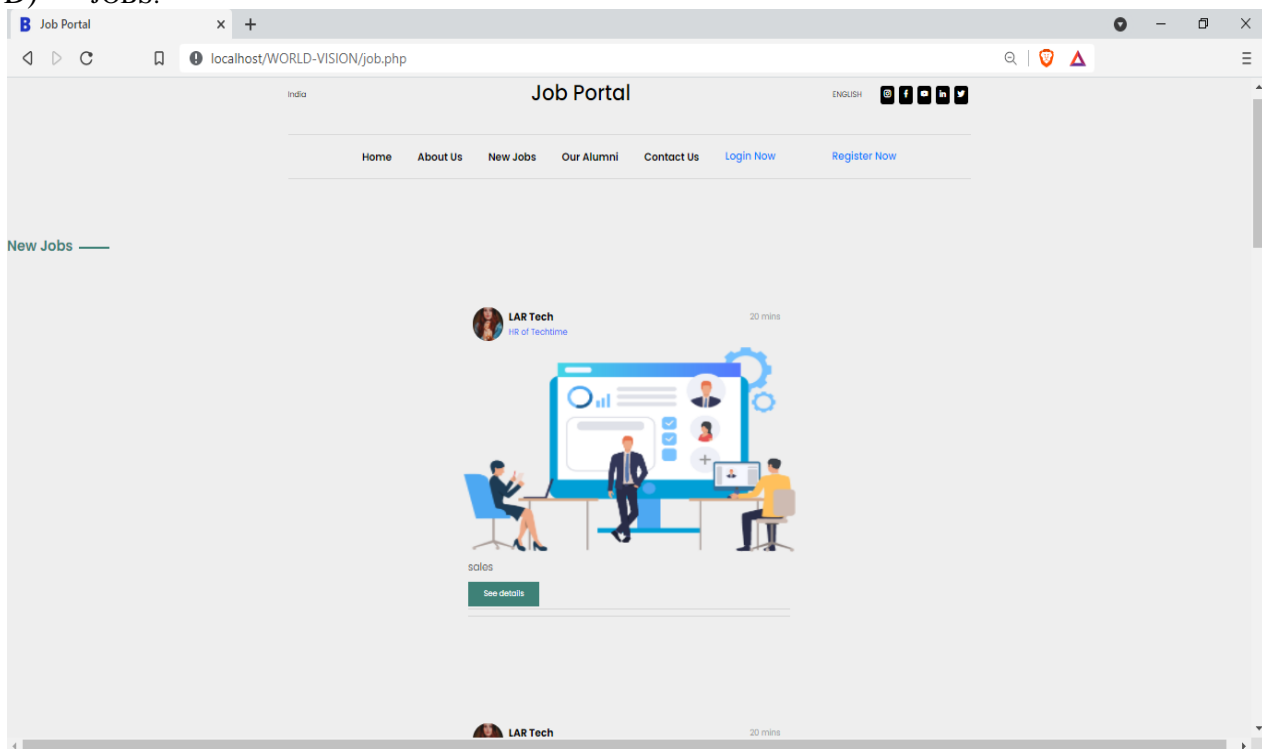 D) JOBS:
B Job Portal
localhost/WORLD-VISION/job.php
India Job Portal ENGLISH
Home About Us New Jobs Our Alumni Contact Us Login Now Register Now
New Jobs
LAR Tech 20 mins
HR of Techtime
sales
See details
LAR Tech 20 mins